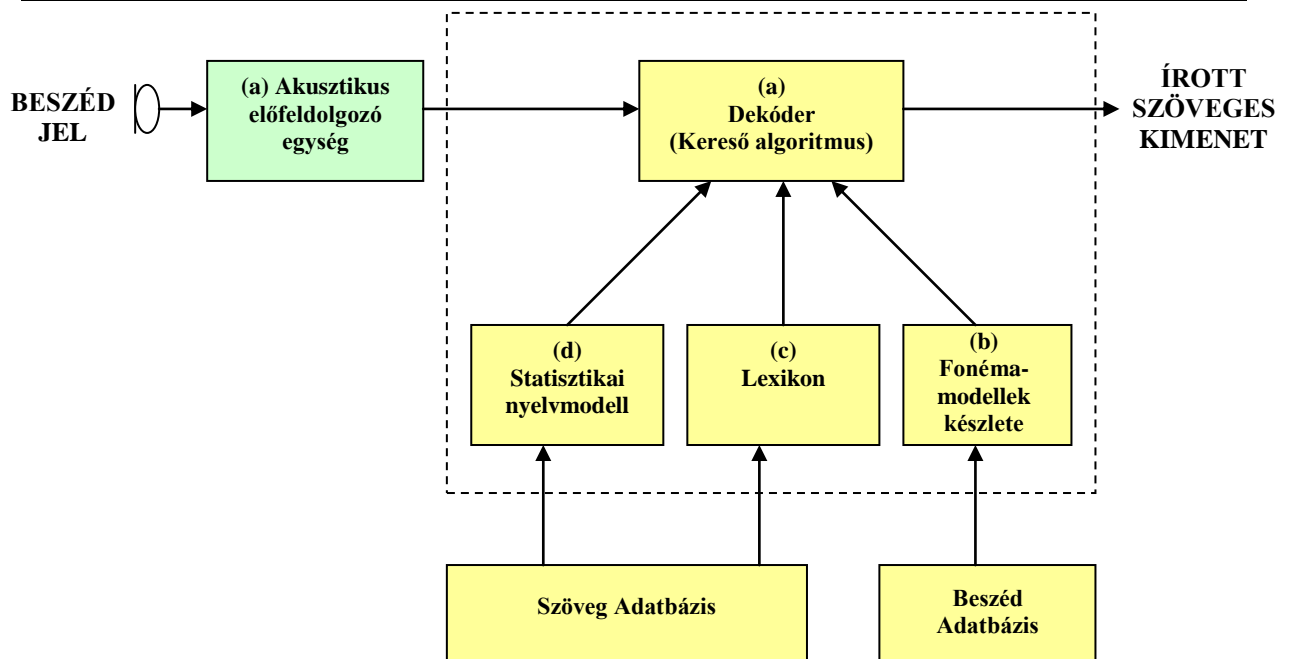 BESZÉD
JEL
(a) Akusztikus
előfeldolgozó
egység
(a)
Dekóder
(Kereső algoritmus)
ÍROTT
SZÖVEGES
KIMENET
(d)
Statisztikai
nyelvmodell
(c)
Lexikon
(b)
Fonéma-
modellek
készlete
Szöveg Adatbázis
Beszéd
Adatbázis